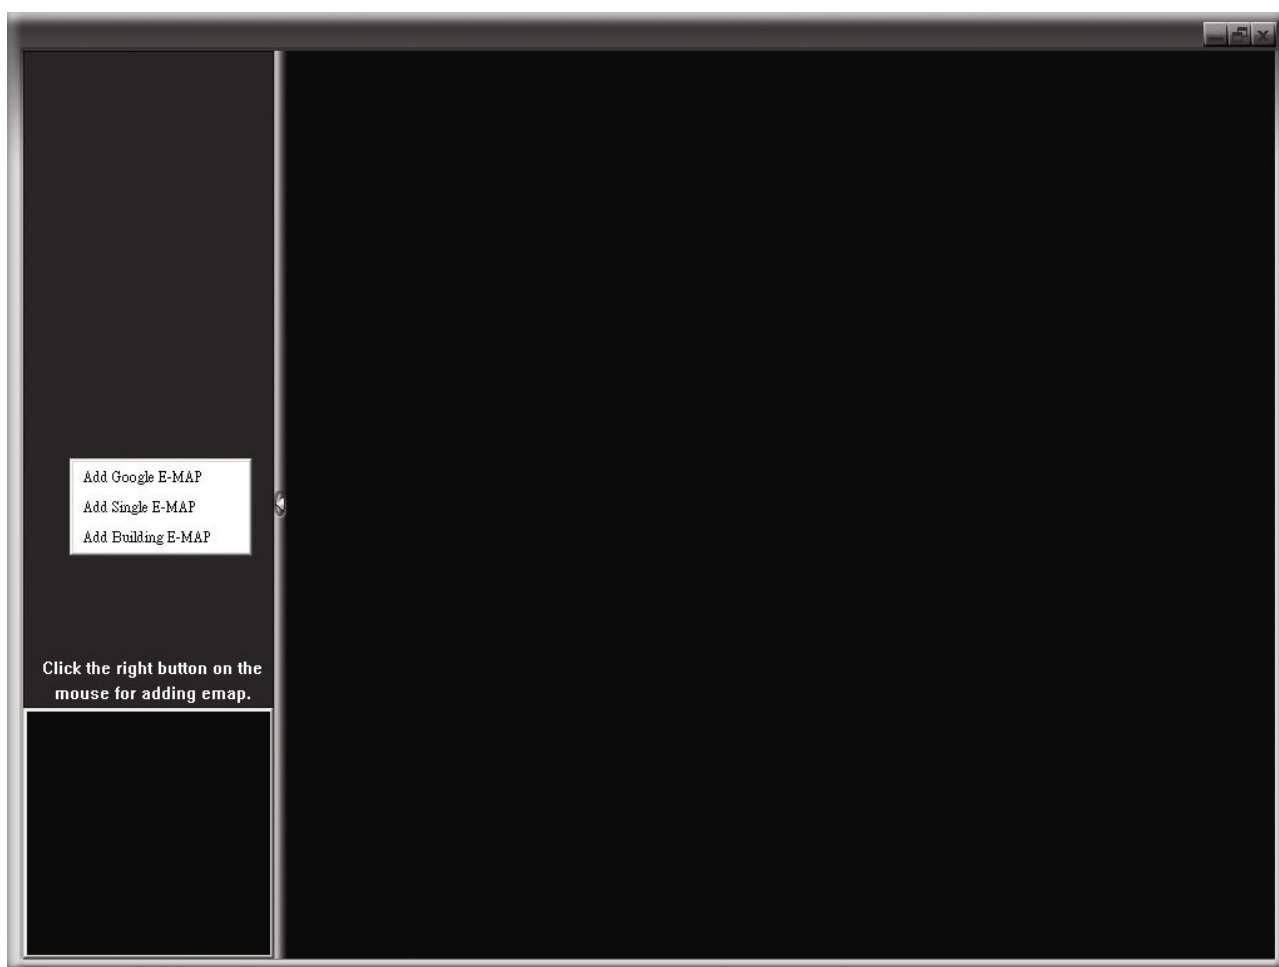 Add Google E-MAP
Add Single E-MAP
Add Building E-MAP
Click the right button on the
mouse for adding emap.